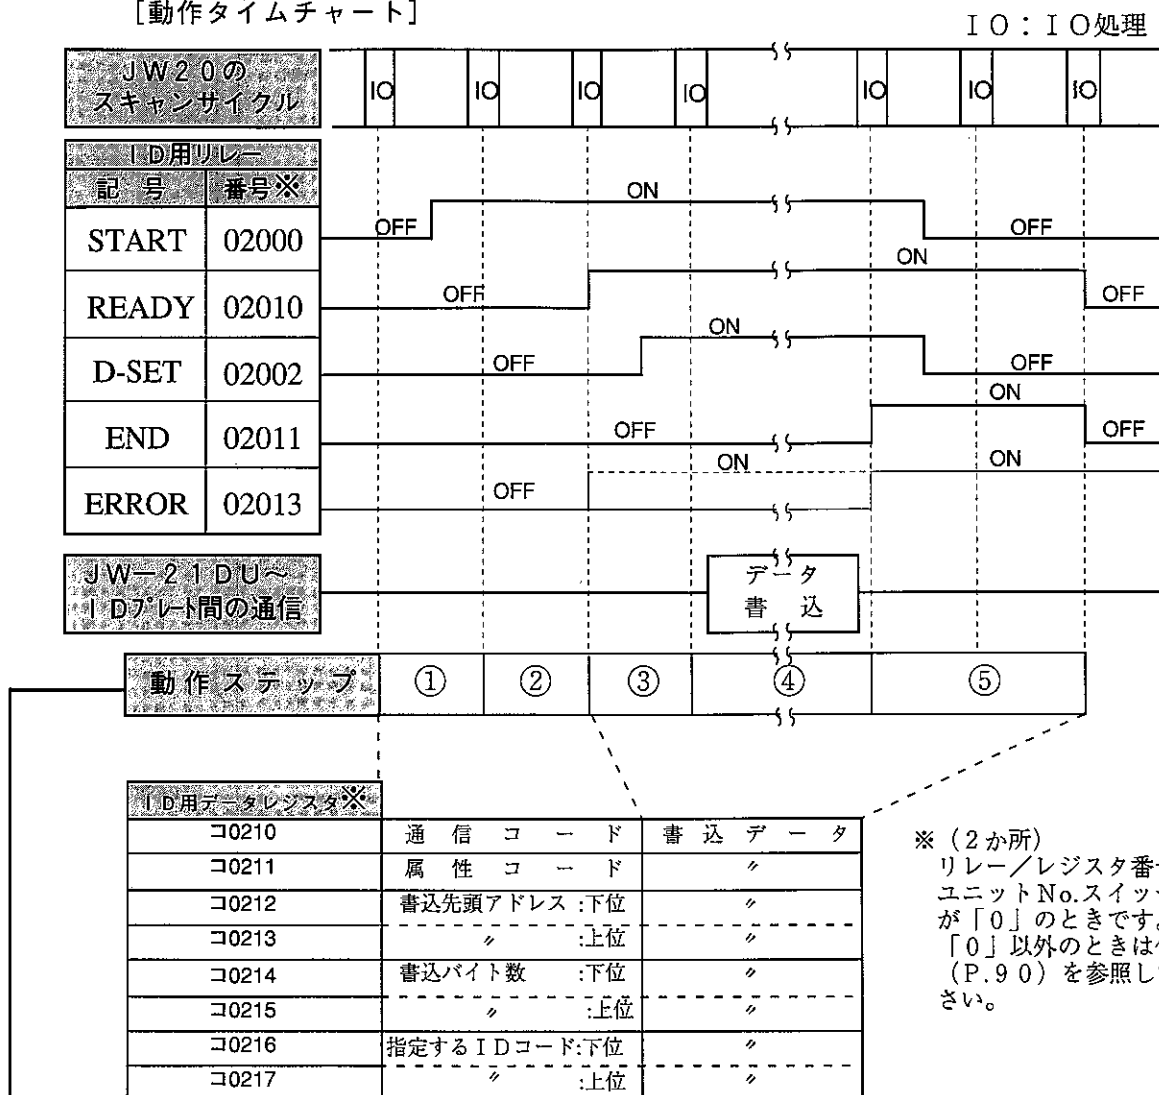 [動作タイムチャート]
IO：IO処理
JW20の
スキャンサイクル
IO IO IO IO IO IO IO
ID用リレー
記号 番号※
START 02000 OFF ON OFF
READY 02010 OFF ON OFF
D-SET 02002 OFF ON OFF
END 02011 OFF ON OFF
ERROR 02013 OFF ON ON
JW－21DU～
IDプレート間の通信
データ
書込
動作ステップ ① ② ③ ④ ⑤
ID用データレジスタ※
コ0210 通信コード 書込データ
コ0211 属性コード 〃
コ0212 書込先頭アドレス:下位 〃
コ0213 〃 :上位 〃
コ0214 書込バイト数 :下位 〃
コ0215 〃 :上位 〃
コ0216 指定するIDコード:下位 〃
コ0217 〃 :上位 〃
※（2か所）
リレー／レジスタ番
ユニットNo.スイッ
が「0」のときです。
「0」以外のときは
（P.90）を参照し
さい。